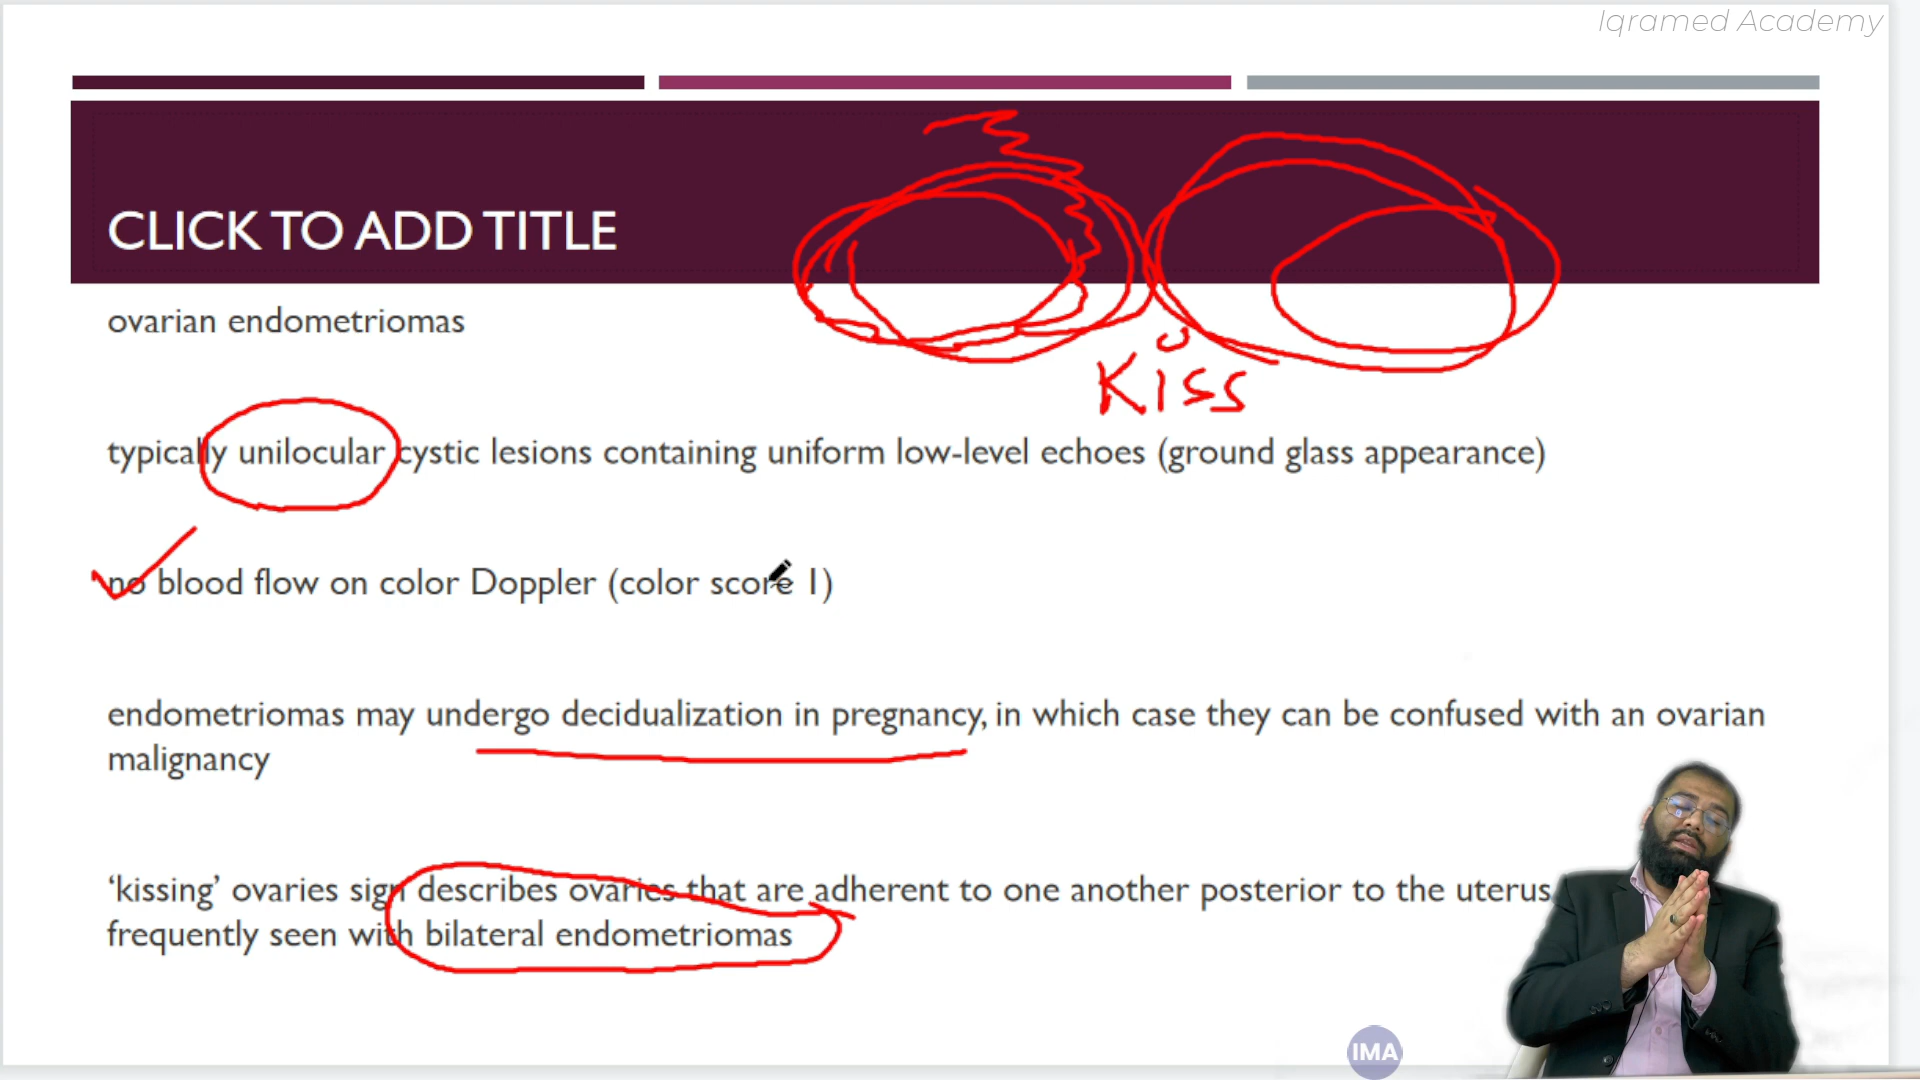 Iqramed Academy
CLICK TO ADD TITLE
ovarian endometriomas
Kiss
typically unilocular cystic lesions containing uniform low-level echoes (ground glass appearance)
no blood flow on color Doppler (color score 1)
endometriomas may undergo decidualization in pregnancy, in which case they can be confused with an ovarian
malignancy
‘kissing’ ovaries sign describes ovaries that are adherent to one another posterior to the uterus
frequently seen with bilateral endometriomas
IMA